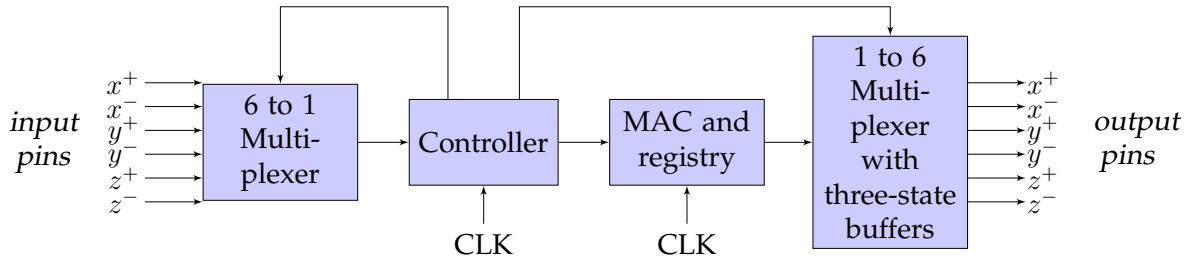 input
pins
x⁺
x⁻
y⁺
y⁻
z⁺
z⁻
6 to 1
Multi-
plexer
Controller
CLK
MAC and
registry
CLK
1 to 6
Multi-
plexer
with
three-state
buffers
x⁺
x⁻
y⁺
y⁻
z⁺
z⁻
output
pins